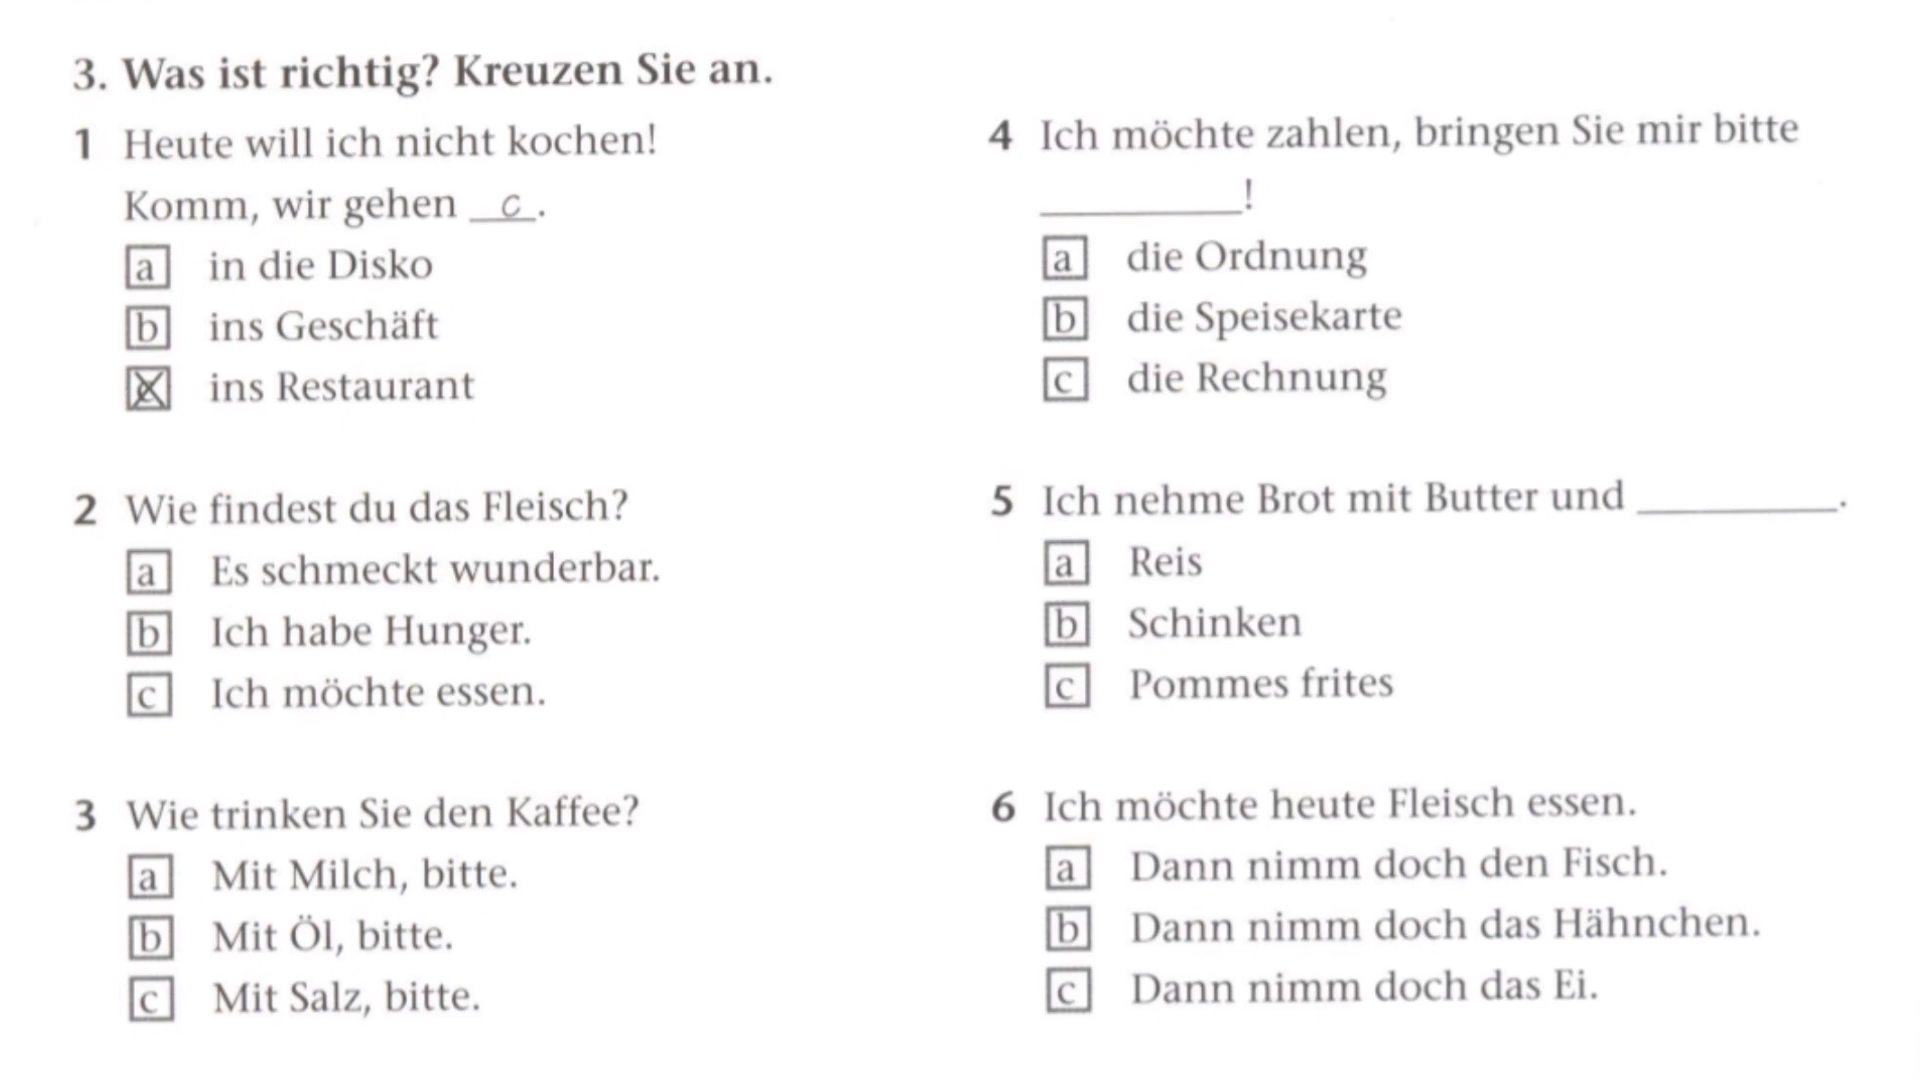 3. Was ist richtig? Kreuzen Sie an.
1 Heute will ich nicht kochen!
Komm, wir gehen c.
a in die Disko
b ins Geschäft
c ins Restaurant
2 Wie findest du das Fleisch?
a Es schmeckt wunderbar.
b Ich habe Hunger.
c Ich möchte essen.
3 Wie trinken Sie den Kaffee?
a Mit Milch, bitte.
b Mit Öl, bitte.
c Mit Salz, bitte.
4 Ich möchte zahlen, bringen Sie mir bitte
__________!
a die Ordnung
b die Speisekarte
c die Rechnung
5 Ich nehme Brot mit Butter und __________.
a Reis
b Schinken
c Pommes frites
6 Ich möchte heute Fleisch essen.
a Dann nimm doch den Fisch.
b Dann nimm doch das Hähnchen.
c Dann nimm doch das Ei.